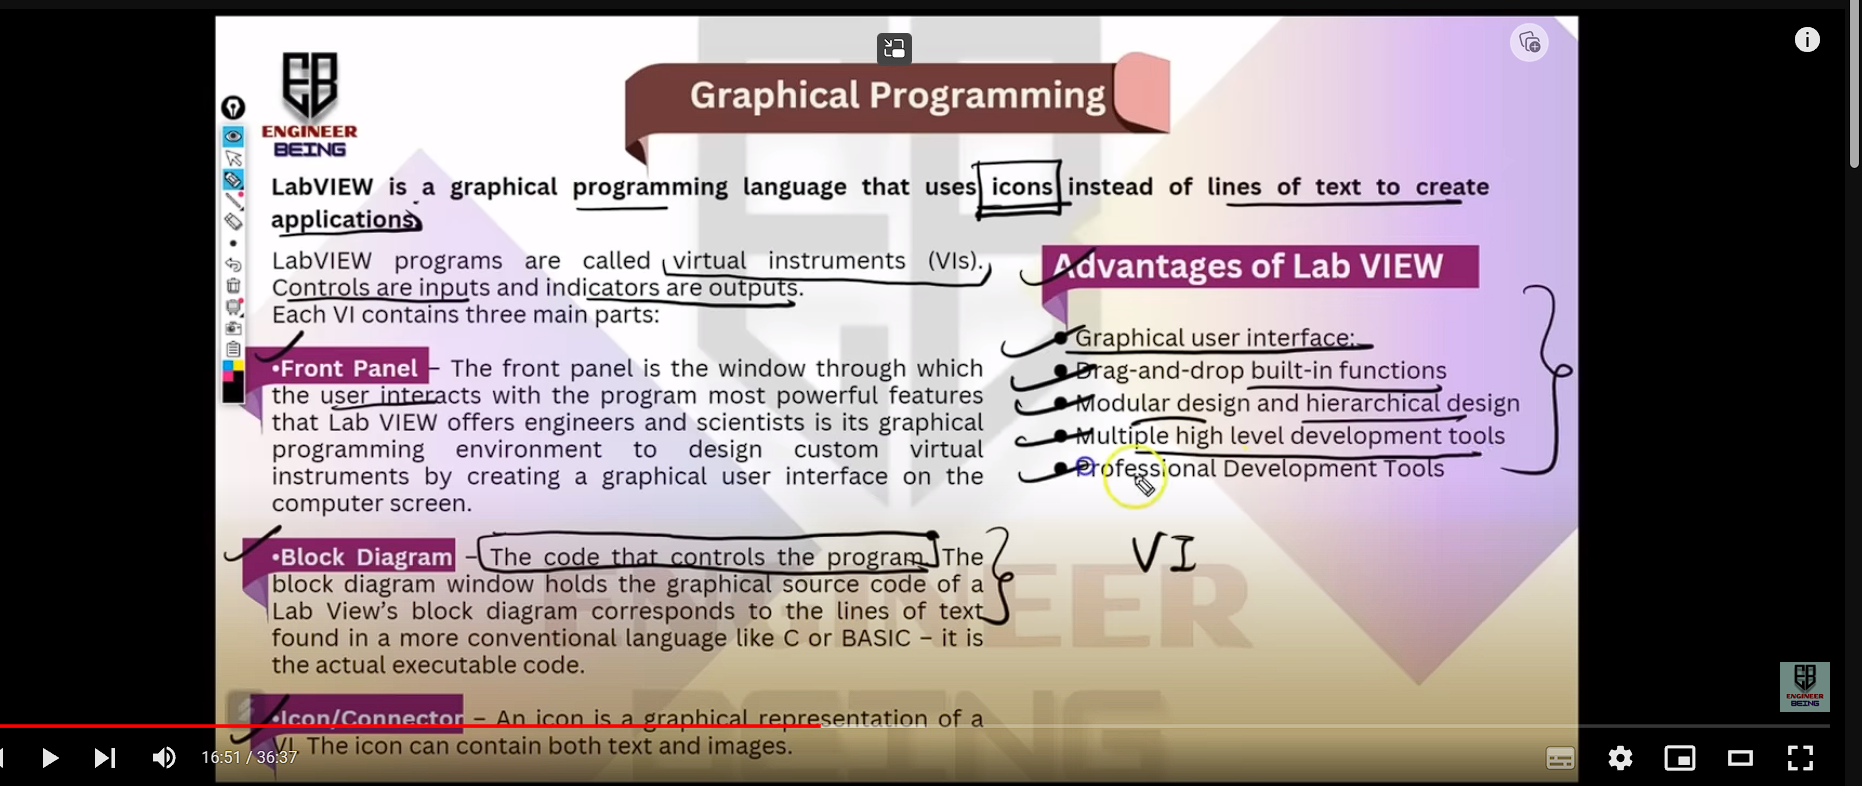 ENGINEER
BEING
Graphical Programming
LabVIEW is a graphical programming language that uses icons instead of lines of text to create
applications.
LabVIEW programs are called virtual instruments (VIs).
Controls are inputs and indicators are outputs.
Each VI contains three main parts:
•Front Panel – The front panel is the window through which
the user interacts with the program most powerful features
that Lab VIEW offers engineers and scientists is its graphical
programming environment to design custom virtual
instruments by creating a graphical user interface on the
computer screen.
•Block Diagram – The code that controls the program. The
block diagram window holds the graphical source code of a
Lab View's block diagram corresponds to the lines of text
found in a more conventional language like C or BASIC – it is
the actual executable code.
•Icon/Connector – An icon is a graphical representation of a
VI. The icon can contain both text and images.
Advantages of Lab VIEW
● Graphical user interface:
● Drag-and-drop built-in functions
● Modular design and hierarchical design
● Multiple high level development tools
● Professional Development Tools
VI
ENGINEER
BEING
ENGINEER
BEING
16:51 / 36:37